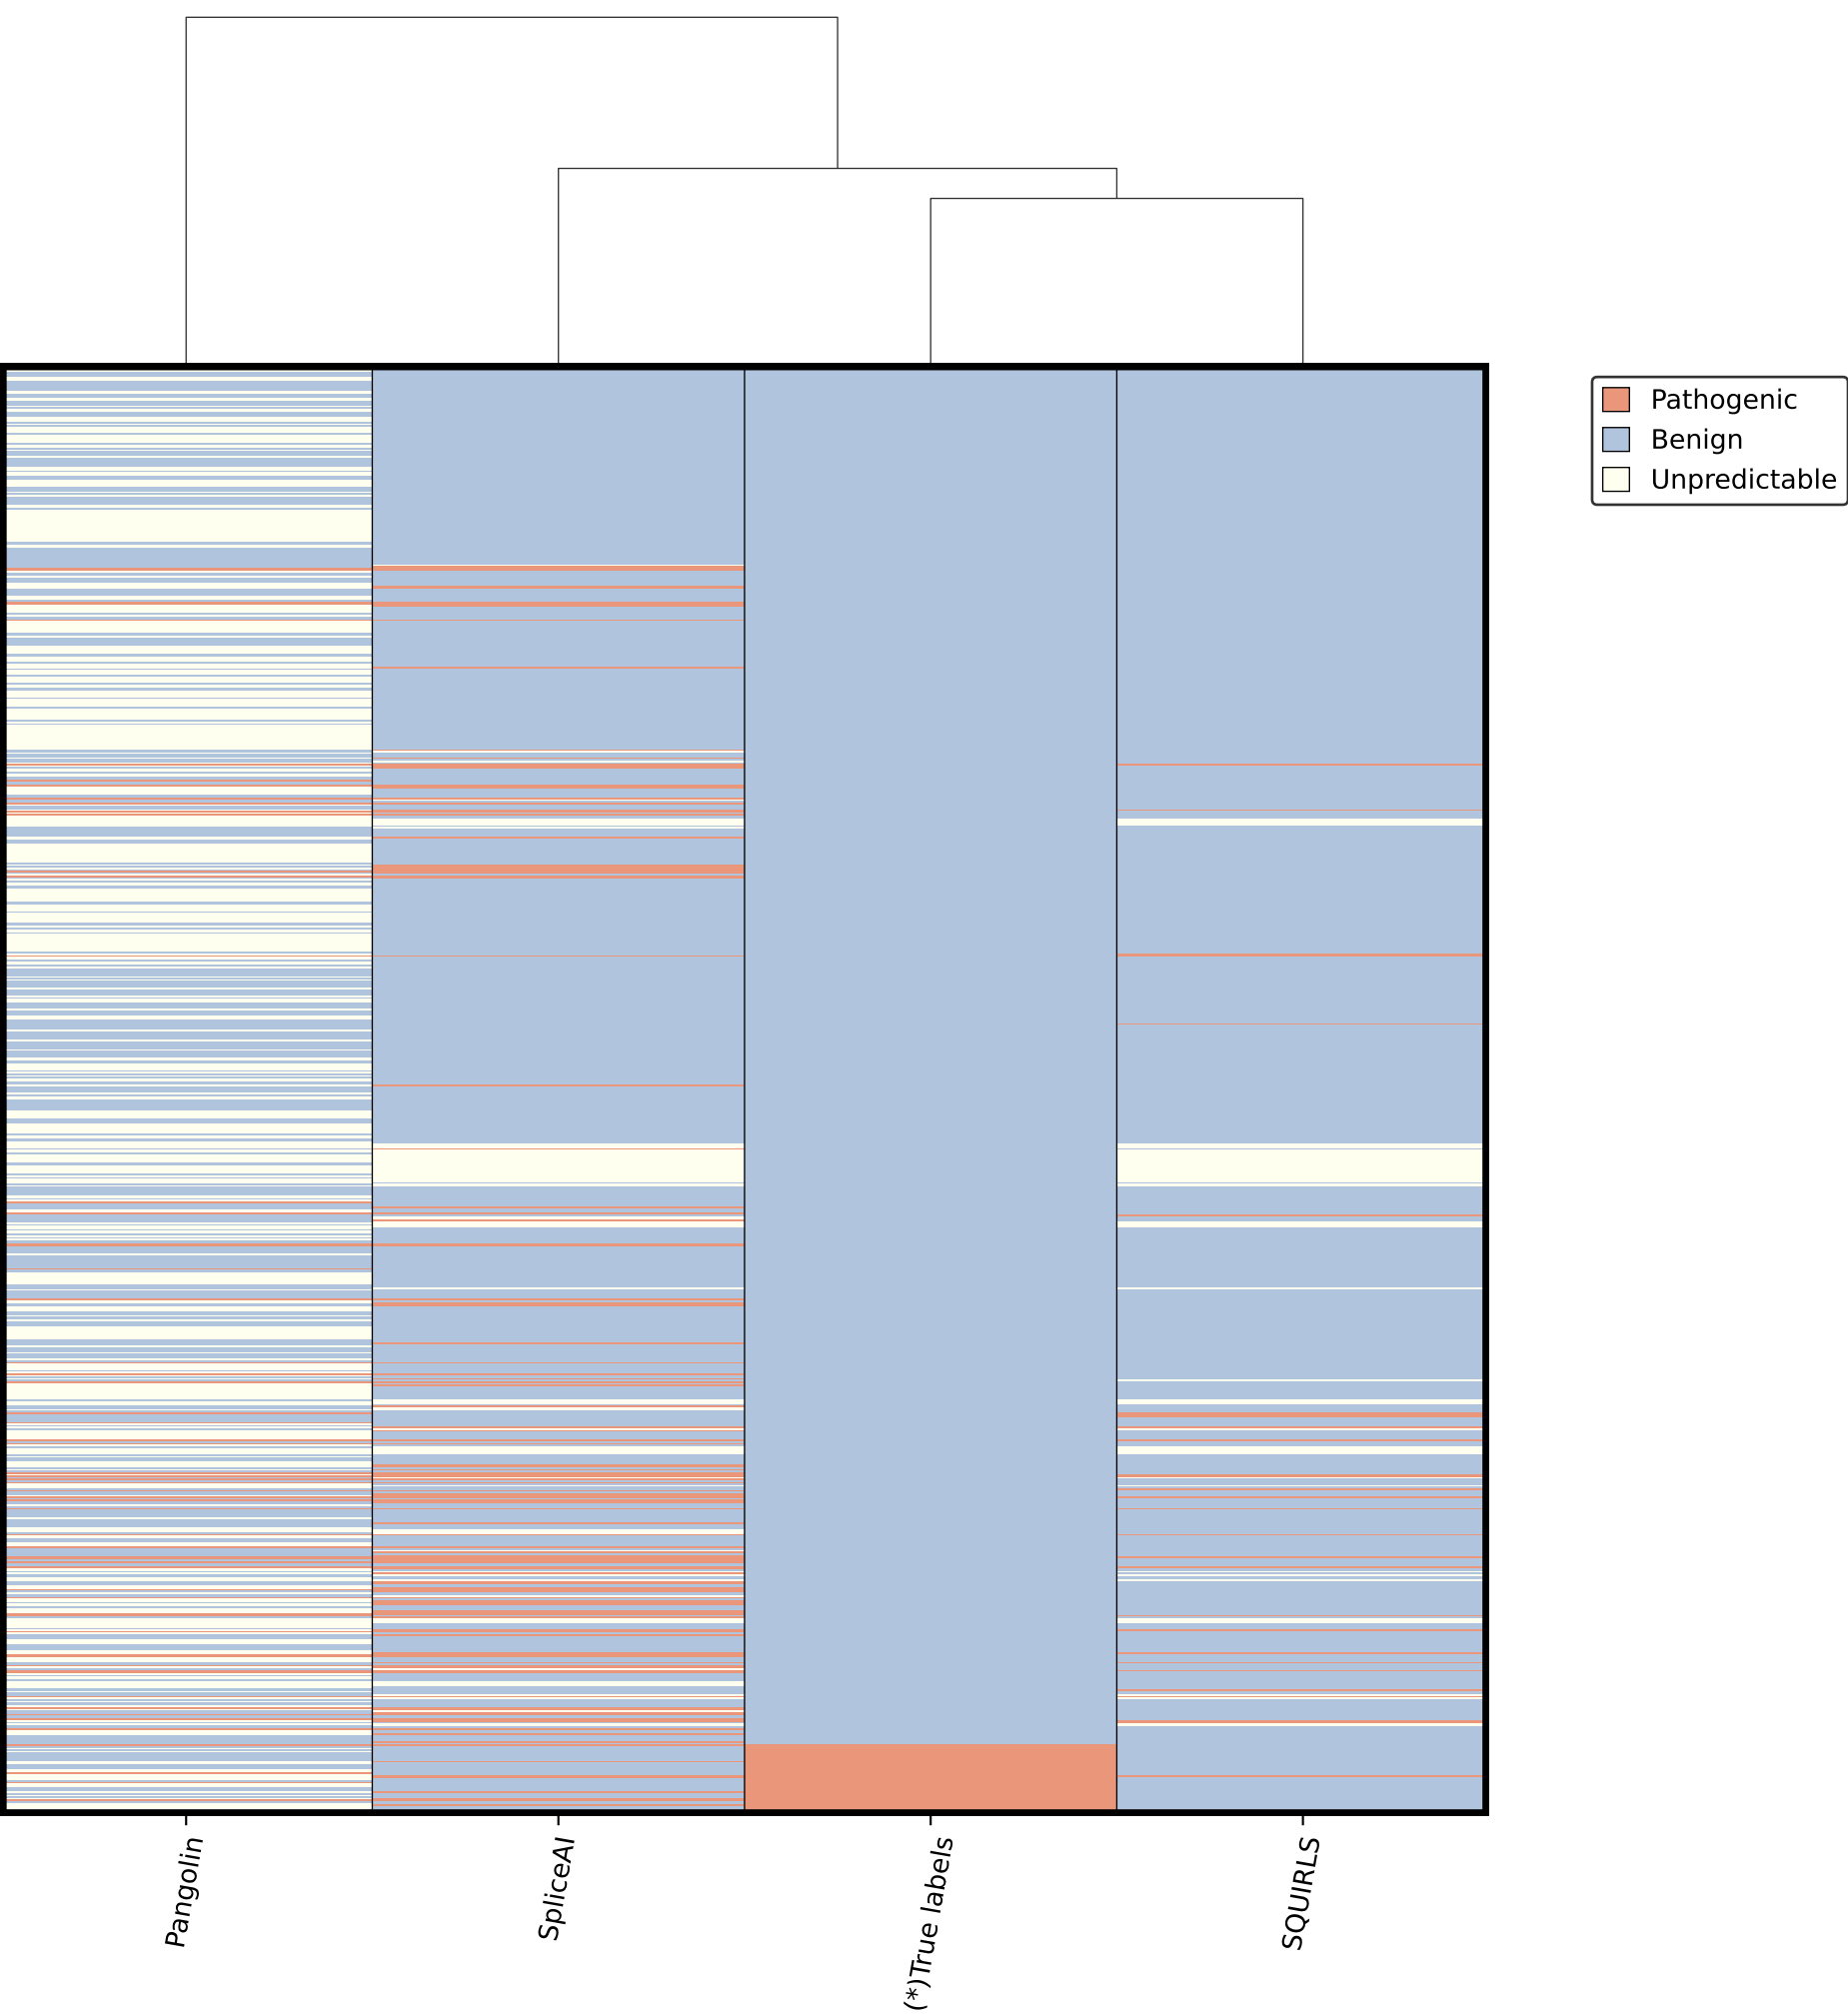 Pathogenic
Benign
Unpredictable
Pangolin
SpliceAI
(*)True labels
SQUIRLS